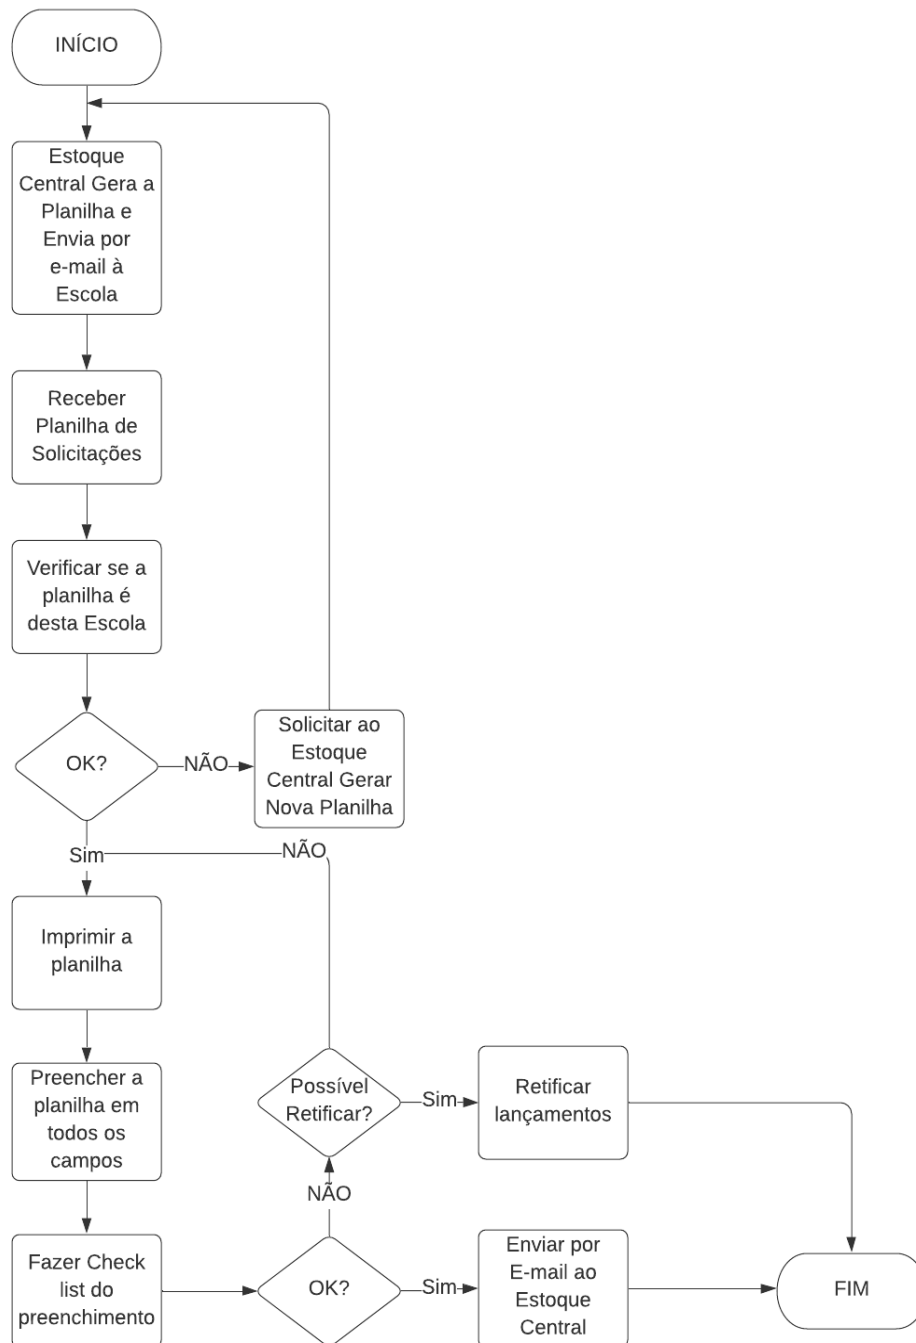 INÍCIO
Estoque
Central Gera a
Planilha e
Envia por
e-mail à
Escola
Receber
Planilha de
Solicitações
Verificar se a
planilha é
desta Escola
OK?
NÃO
Solicitar ao
Estoque
Central Gerar
Nova Planilha
Sim
NÃO
Imprimir a
planilha
Preencher a
planilha em
todos os
campos
Possível
Retificar?
Sim
Retificar
lançamentos
NÃO
Fazer Check
list do
preenchimento
OK?
Sim
Enviar por
E-mail ao
Estoque
Central
FIM